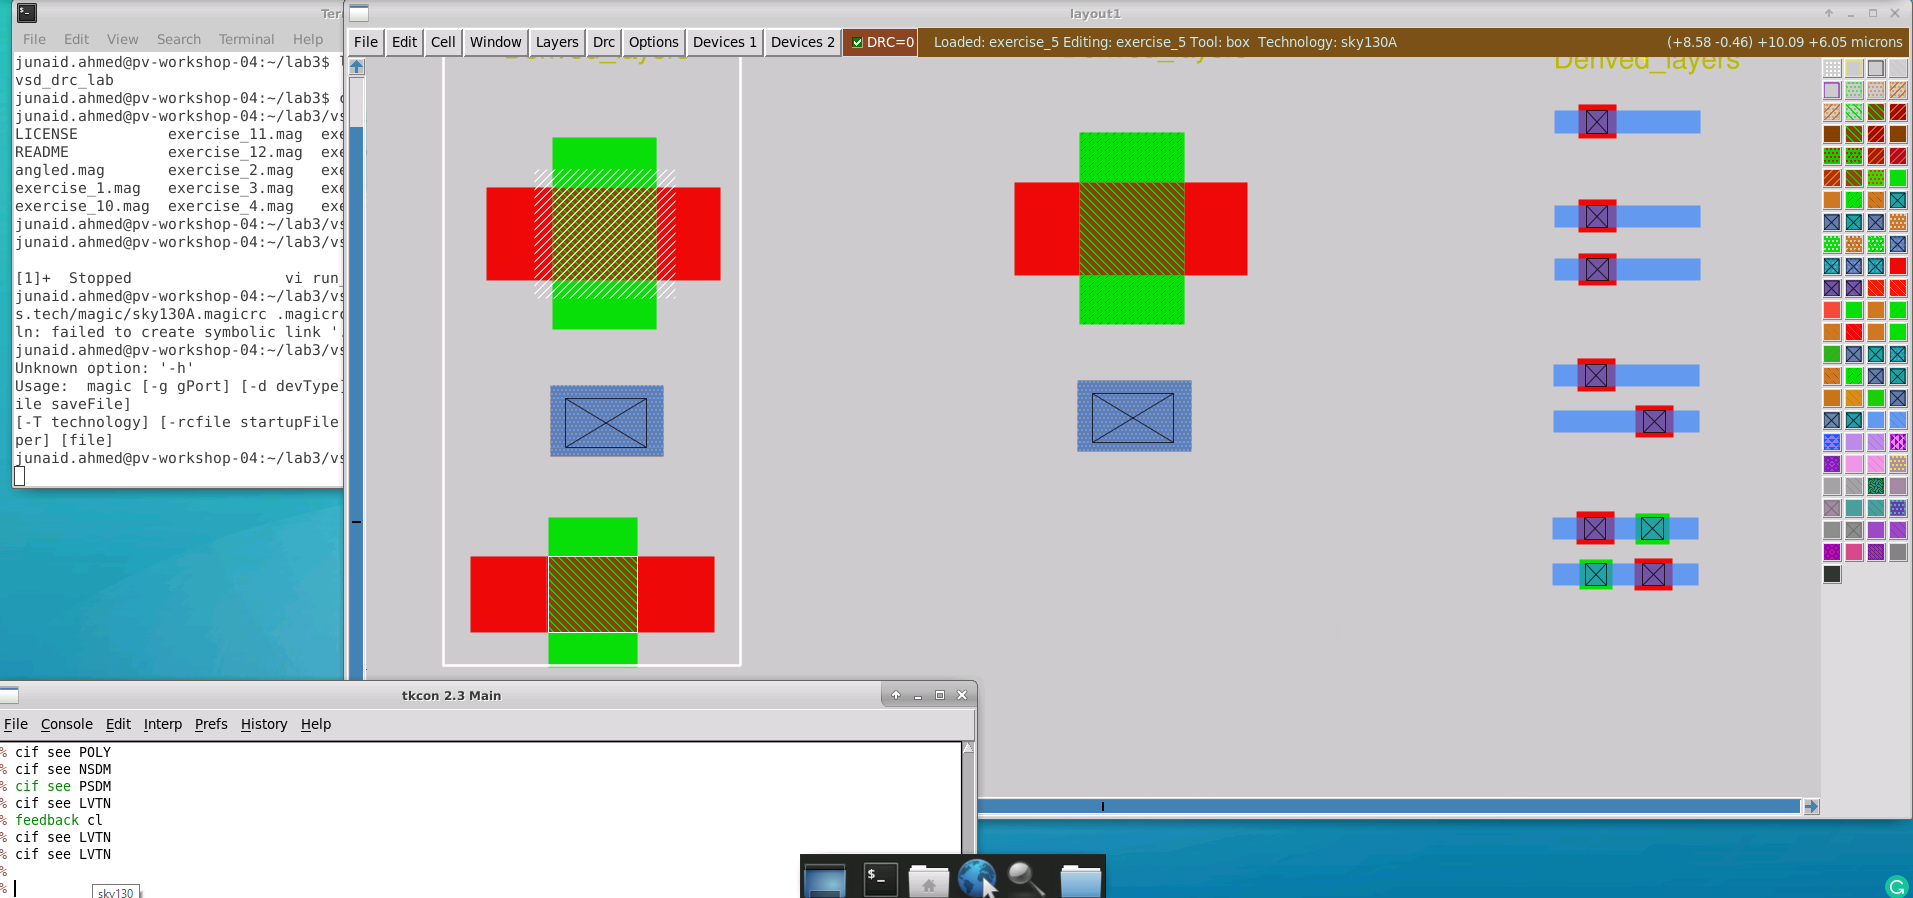 Ter
File Edit View Search Terminal Help
junaid.ahmed@pv-workshop-04:~/lab3$
vsd_drc_lab
junaid.ahmed@pv-workshop-04:~/lab3$
junaid.ahmed@pv-workshop-04:~/lab3/vs
LICENSE exercise_11.mag exe
README exercise_12.mag exe
angled.mag exercise_2.mag exe
exercise_1.mag exercise_3.mag exe
exercise_10.mag exercise_4.mag exe
junaid.ahmed@pv-workshop-04:~/lab3/vs
junaid.ahmed@pv-workshop-04:~/lab3/vs
[1]+ Stopped vi run_
junaid.ahmed@pv-workshop-04:~/lab3/vs
s.tech/magic/sky130A.magicrc .magicrc
ln: failed to create symbolic link '.
junaid.ahmed@pv-workshop-04:~/lab3/vs
Unknown option: '-h'
Usage: magic [-g gPort] [-d devType]
ile saveFile]
[-T technology] [-rcfile startupFile
per] [file]
junaid.ahmed@pv-workshop-04:~/lab3/vs
layout1
File Edit Cell Window Layers Drc Options Devices 1 Devices 2 DRC=0 Loaded: exercise_5 Editing: exercise_5 Tool: box Technology: sky130A (+8.58 -0.46) +10.09 +6.05 microns
Derived_layers
tkcon 2.3 Main
File Console Edit Interp Prefs History Help
% cif see POLY
% cif see NSDM
% cif see PSDM
% cif see LVTN
% feedback cl
% cif see LVTN
% cif see LVTN
%
%
sky130
$_
G